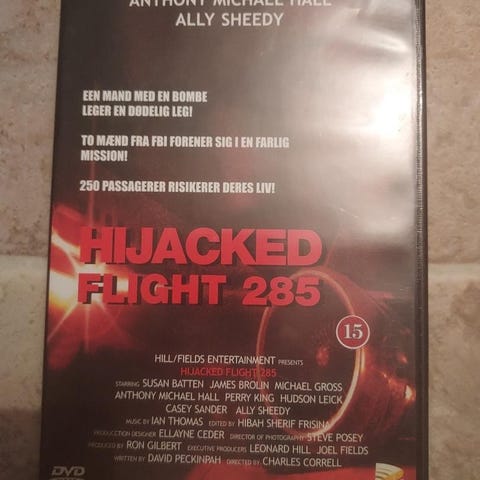 ANTHONY MICHAEL HALL
ALLY SHEEDY
EEN MAND MED EN BOMBE
LEGER EN DØDELIG LEG!
TO MÆND FRA FBI FORENER SIG I EN FARLIG
MISSION!
250 PASSAGERER RISIKERER DERES LIV!
HIJACKED
FLIGHT 285
15
HILL/FIELDS ENTERTAINMENT PRESENTS
HIJACKED FLIGHT 285
STARRING SUSAN BATTEN JAMES BROLIN MICHAEL GROSS
ANTHONY MICHAEL HALL PERRY KING HUDSON LEICK
CASEY SANDER ALLY SHEEDY
MUSIC BY IAN THOMAS EDITED BY HIBAH SHERIF FRISINA
PRODUCCTION DESIGNER ELLAYNE CEDER DIRECTOR OF PHOTOGRAPHY STEVE POSEY
PRODUCED BY RON GILBERT EXECUTIVE PRODUCERS LEONARD HILL JOEL FIELDS
WRITTEN BY DAVID PECKINPAH DIRECTED BY CHARLES CORRELL
DVD